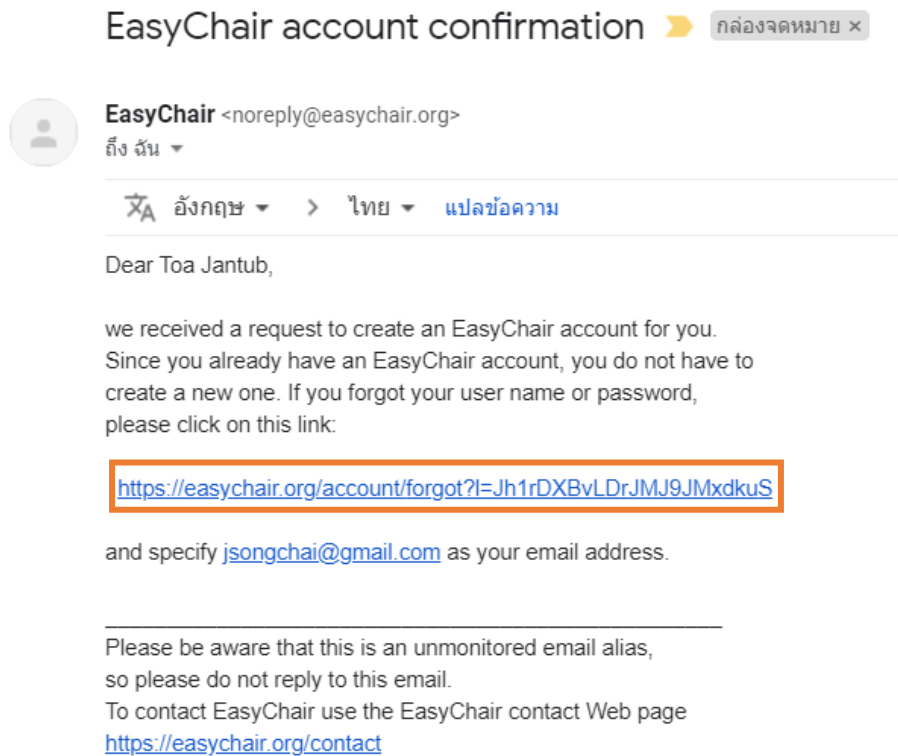 EasyChair account confirmation กล่องจดหมาย ×
EasyChair <noreply@easychair.org>
ถึง ฉัน
อังกฤษ > ไทย แปลข้อความ
Dear Toa Jantub,
we received a request to create an EasyChair account for you.
Since you already have an EasyChair account, you do not have to
create a new one. If you forgot your user name or password,
please click on this link:
https://easychair.org/account/forgot?l=Jh1rDXBvLDrJMJ9JMxdkuS
and specify jsongchai@gmail.com as your email address.
Please be aware that this is an unmonitored email alias,
so please do not reply to this email.
To contact EasyChair use the EasyChair contact Web page
https://easychair.org/contact